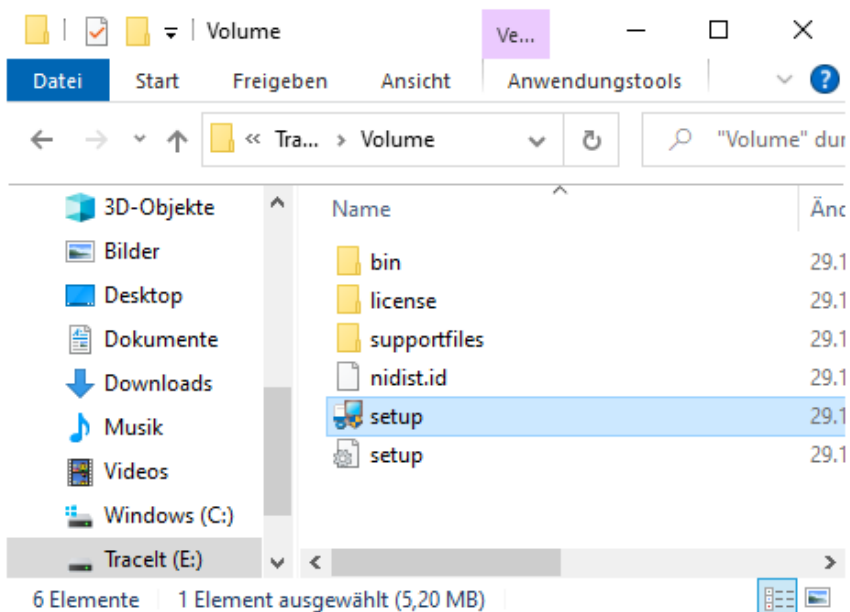 Volume
Ve...
Datei Start Freigeben Ansicht Anwendungstools ?
« Tra... > Volume "Volume" dur
3D-Objekte
Bilder
Desktop
Dokumente
Downloads
Musik
Videos
Windows (C:)
TraceIt (E:)
Name Änd
bin 29.1
license 29.1
supportfiles 29.1
nidist.id 29.1
setup 29.1
setup 29.1
6 Elemente 1 Element ausgewählt (5,20 MB)